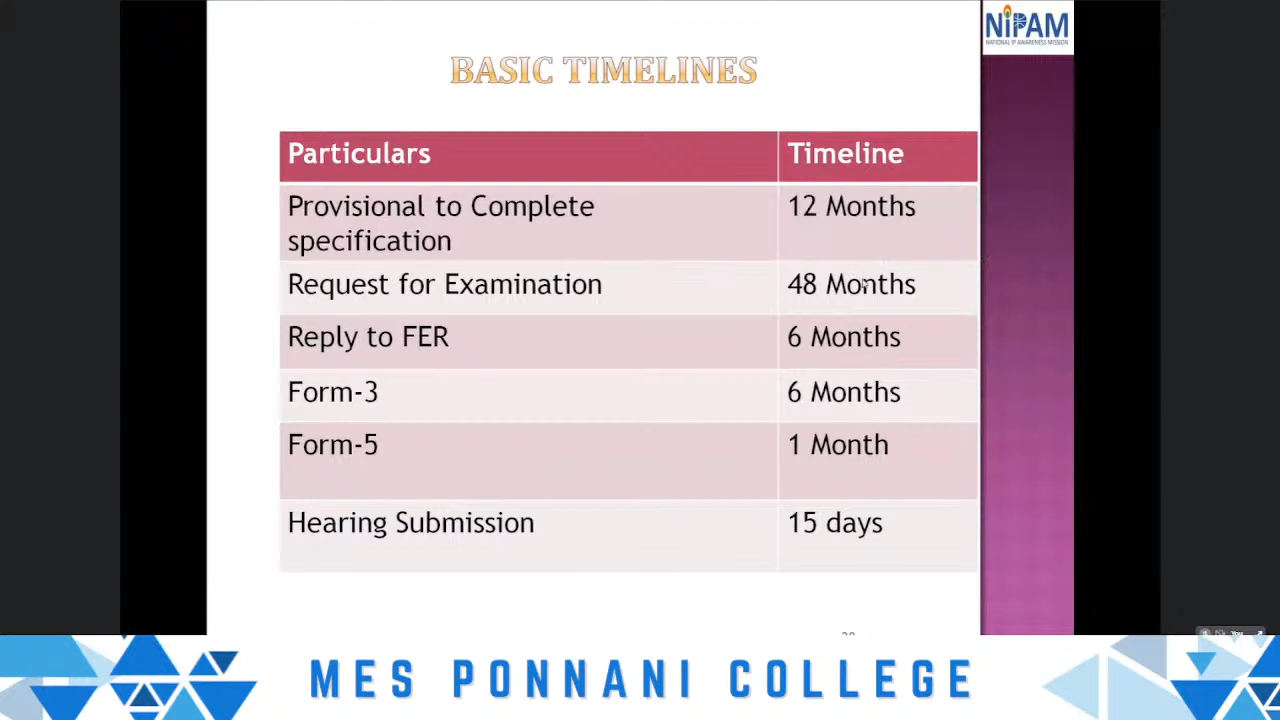 NiPAM
NATIONAL IP AWARENESS MISSION
BASIC TIMELINES
Particulars Timeline
Provisional to Complete 12 Months
specification
Request for Examination 48 Months
Reply to FER 6 Months
Form-3 6 Months
Form-5 1 Month
Hearing Submission 15 days
You
MES PONNANI COLLEGE